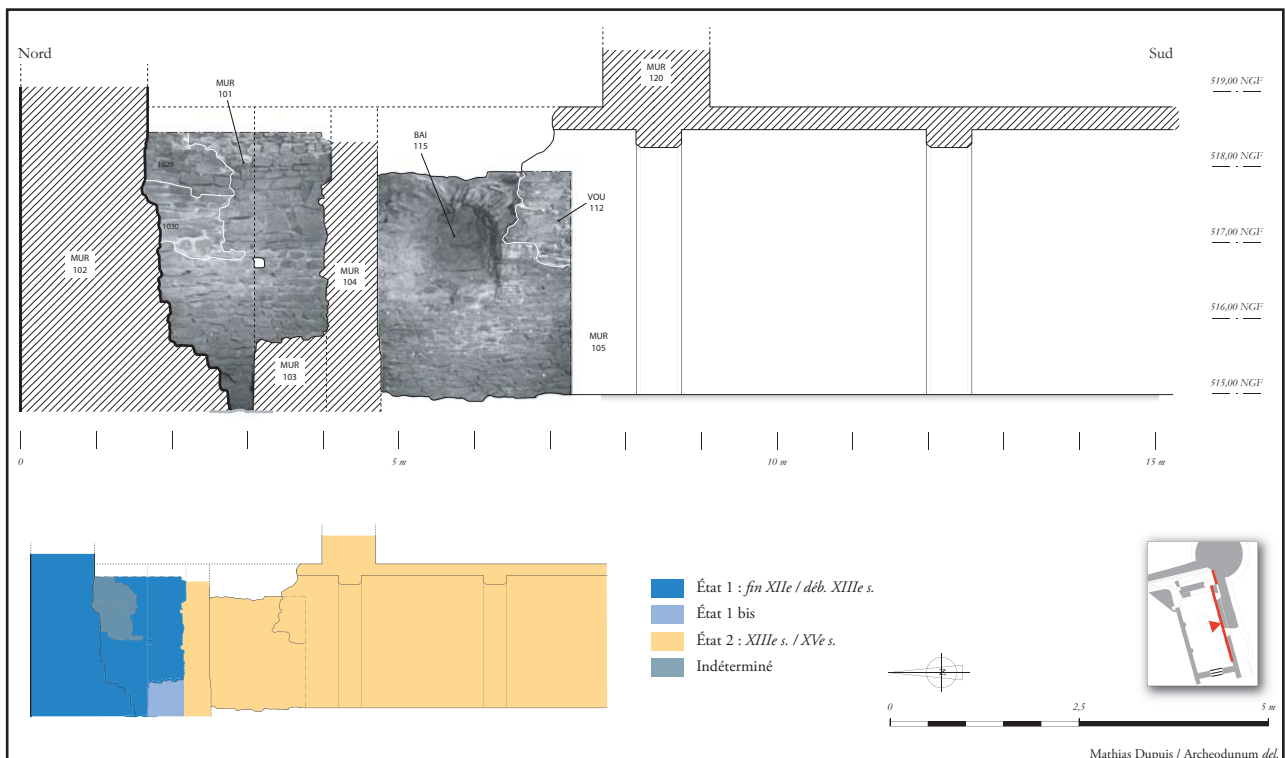 Nord
Sud
MUR
120
519,00 NGF
MUR
101
BAI
115
1029
518,00 NGF
VOU
112
1030
517,00 NGF
MUR
102
MUR
104
516,00 NGF
MUR
105
MUR
103
515,00 NGF
0
5 m
10 m
15 m
État 1 : fin XIIe / déb. XIIIe s.
État 1 bis
État 2 : XIIIe s. / XVe s.
Indéterminé
N
0
2,5
5 m
Mathias Dupuis / Archeodunum del.